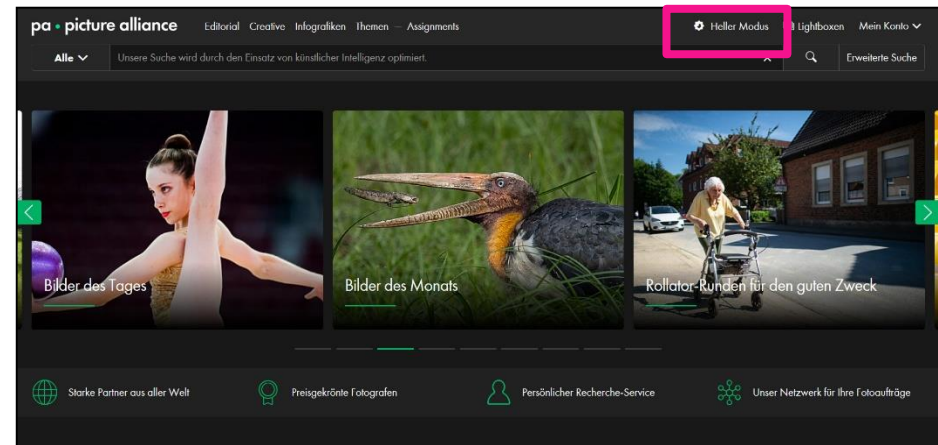 pa • picture alliance
Editorial Creative Infografiken Themen — Assignments
Heller Modus
Lightboxen
Mein Konto
Alle
Unsere Suche wird durch den Einsatz von künstlicher Intelligenz optimiert.
Erweiterte Suche
Bilder des Tages
Bilder des Monats
Rollator-Runden für den guten Zweck
Starke Partner aus aller Welt
Preisgekrönte Fotografen
Persönlicher Recherche-Service
Unser Netzwerk für Ihre Fotoaufträge